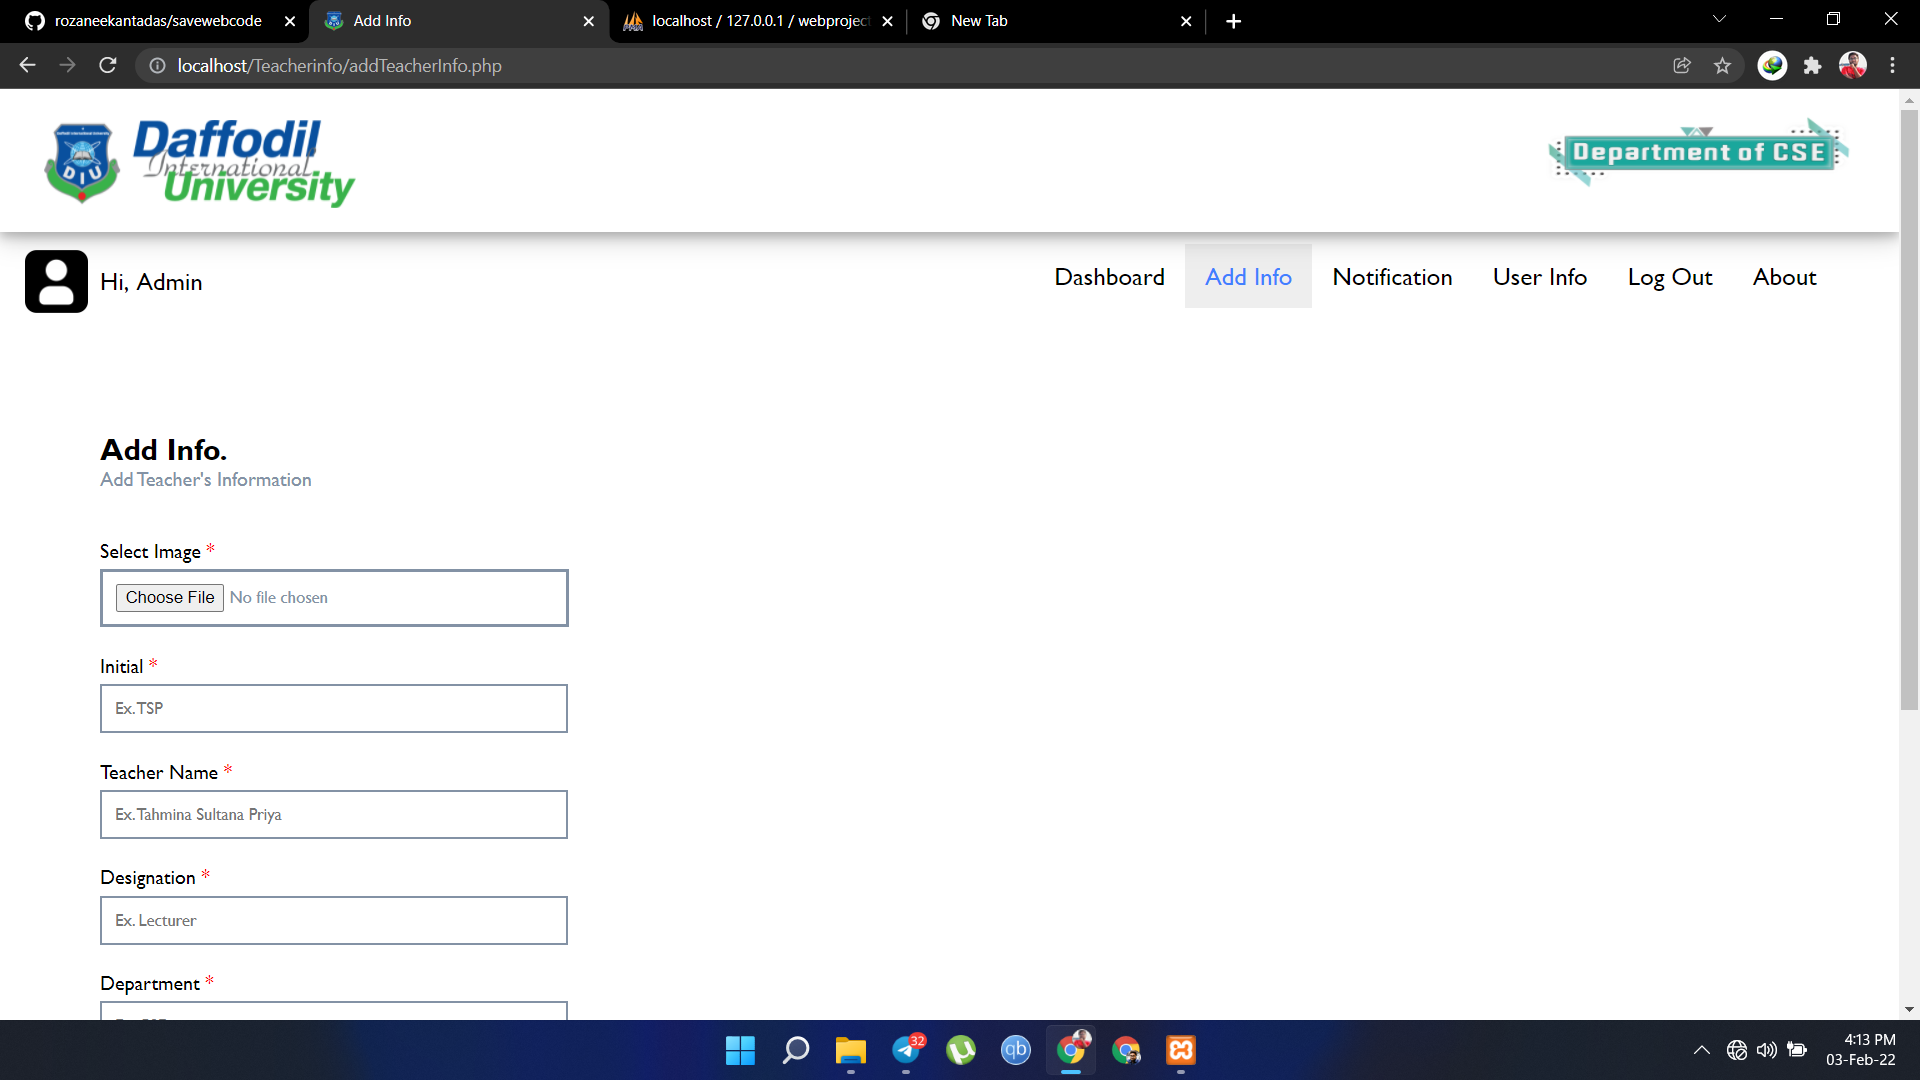 rozaneekantadas/savewebcode
Add Info
localhost / 127.0.0.1 / webproject
New Tab
localhost/Teacherinfo/addTeacherInfo.php
Daffodil
International
University
DIU
Department of CSE
Hi, Admin
Dashboard
Add Info
Notification
User Info
Log Out
About
Add Info.
Add Teacher's Information
Select Image *
Choose File No file chosen
Initial *
Ex. TSP
Teacher Name *
Ex. Tahmina Sultana Priya
Designation *
Ex. Lecturer
Department *
32
qb
4:13 PM
03-Feb-22